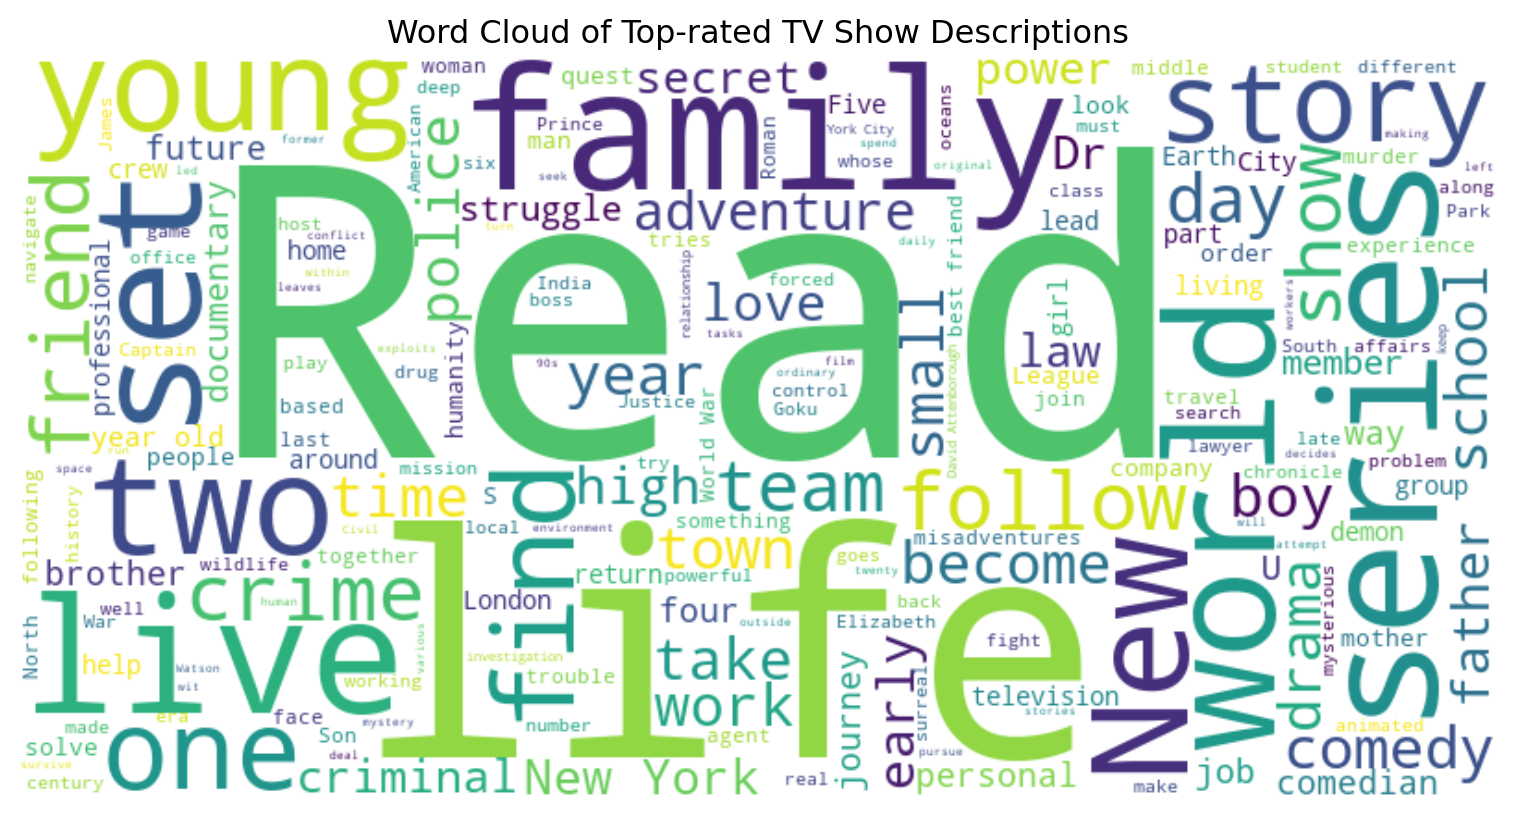 Word Cloud of Top-rated TV Show Descriptions
young
woman
deep
quest
secret
family
power
middle
student
different
story
James
future
former
American
police
six
Prince
man
seek
Five
York City
spend
whose
Roman
oceans
original
Dr
look
must
class
Earth
City
making
murder
left
along
Park
crew
led
set
friend
navigate
game
office
professional
documentary
host
conflict
home
within
leaves
Read
struggle
turn
adventure
tries
daily
lead
day
part
order
show
experience
series
India
boss
relationship
love
forced
tasks
small
best friend
girl
law
League
join
living
world
workers
South
affairs
keep
member
school
Captain
play
exploits
drug
humanity
90s
year
Justice
film
ordinary
control
Goku
David Attenborough
travel
search
lawyer
late
way
decides
chronicle
problem
group
based
last
around
year old
run
people
space
mission
World War
try
two
time
S
find
high
team
follow
company
boy
will
demon
attempt
U
following
history
Civil
local
environment
something
town
misadventures
become
goes
twenty
brother
wildlife
together
crime
human
return
powerful
New
father
well
War
North
live
life
London
four
outside
back
Elizabeth
fight
drama
mysterious
mother
help
Watson
wit
various
working
investigation
trouble
take
work
journey
early
surreal
television
stories
made
era
face
Son
mystery
deal
number
agent
pursue
animated
solve
survive
century
one
criminal
New York
real
personal
make
job
comedy
comedian